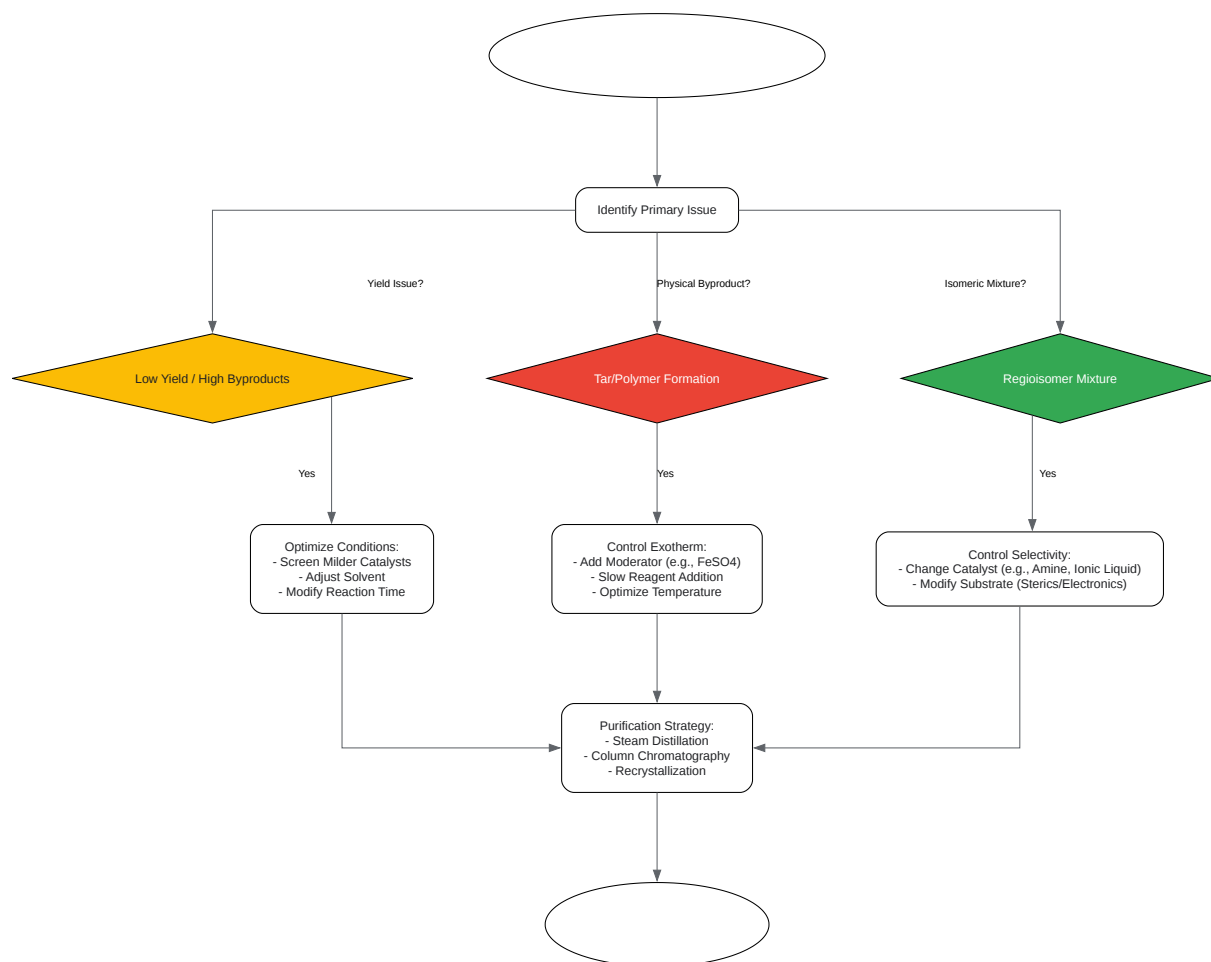 Identify Primary Issue
Yield Issue?
Physical Byproduct?
Isomeric Mixture?
Low Yield / High Byproducts
Tar/Polymer Formation
Regioisomer Mixture
Yes
Yes
Yes
Optimize Conditions:
- Screen Milder Catalysts
- Adjust Solvent
- Modify Reaction Time
Control Exotherm:
- Add Moderator (e.g., FeSO4)
- Slow Reagent Addition
- Optimize Temperature
Control Selectivity:
- Change Catalyst (e.g., Amine, Ionic Liquid)
- Modify Substrate (Sterics/Electronics)
Purification Strategy:
- Steam Distillation
- Column Chromatography
- Recrystallization